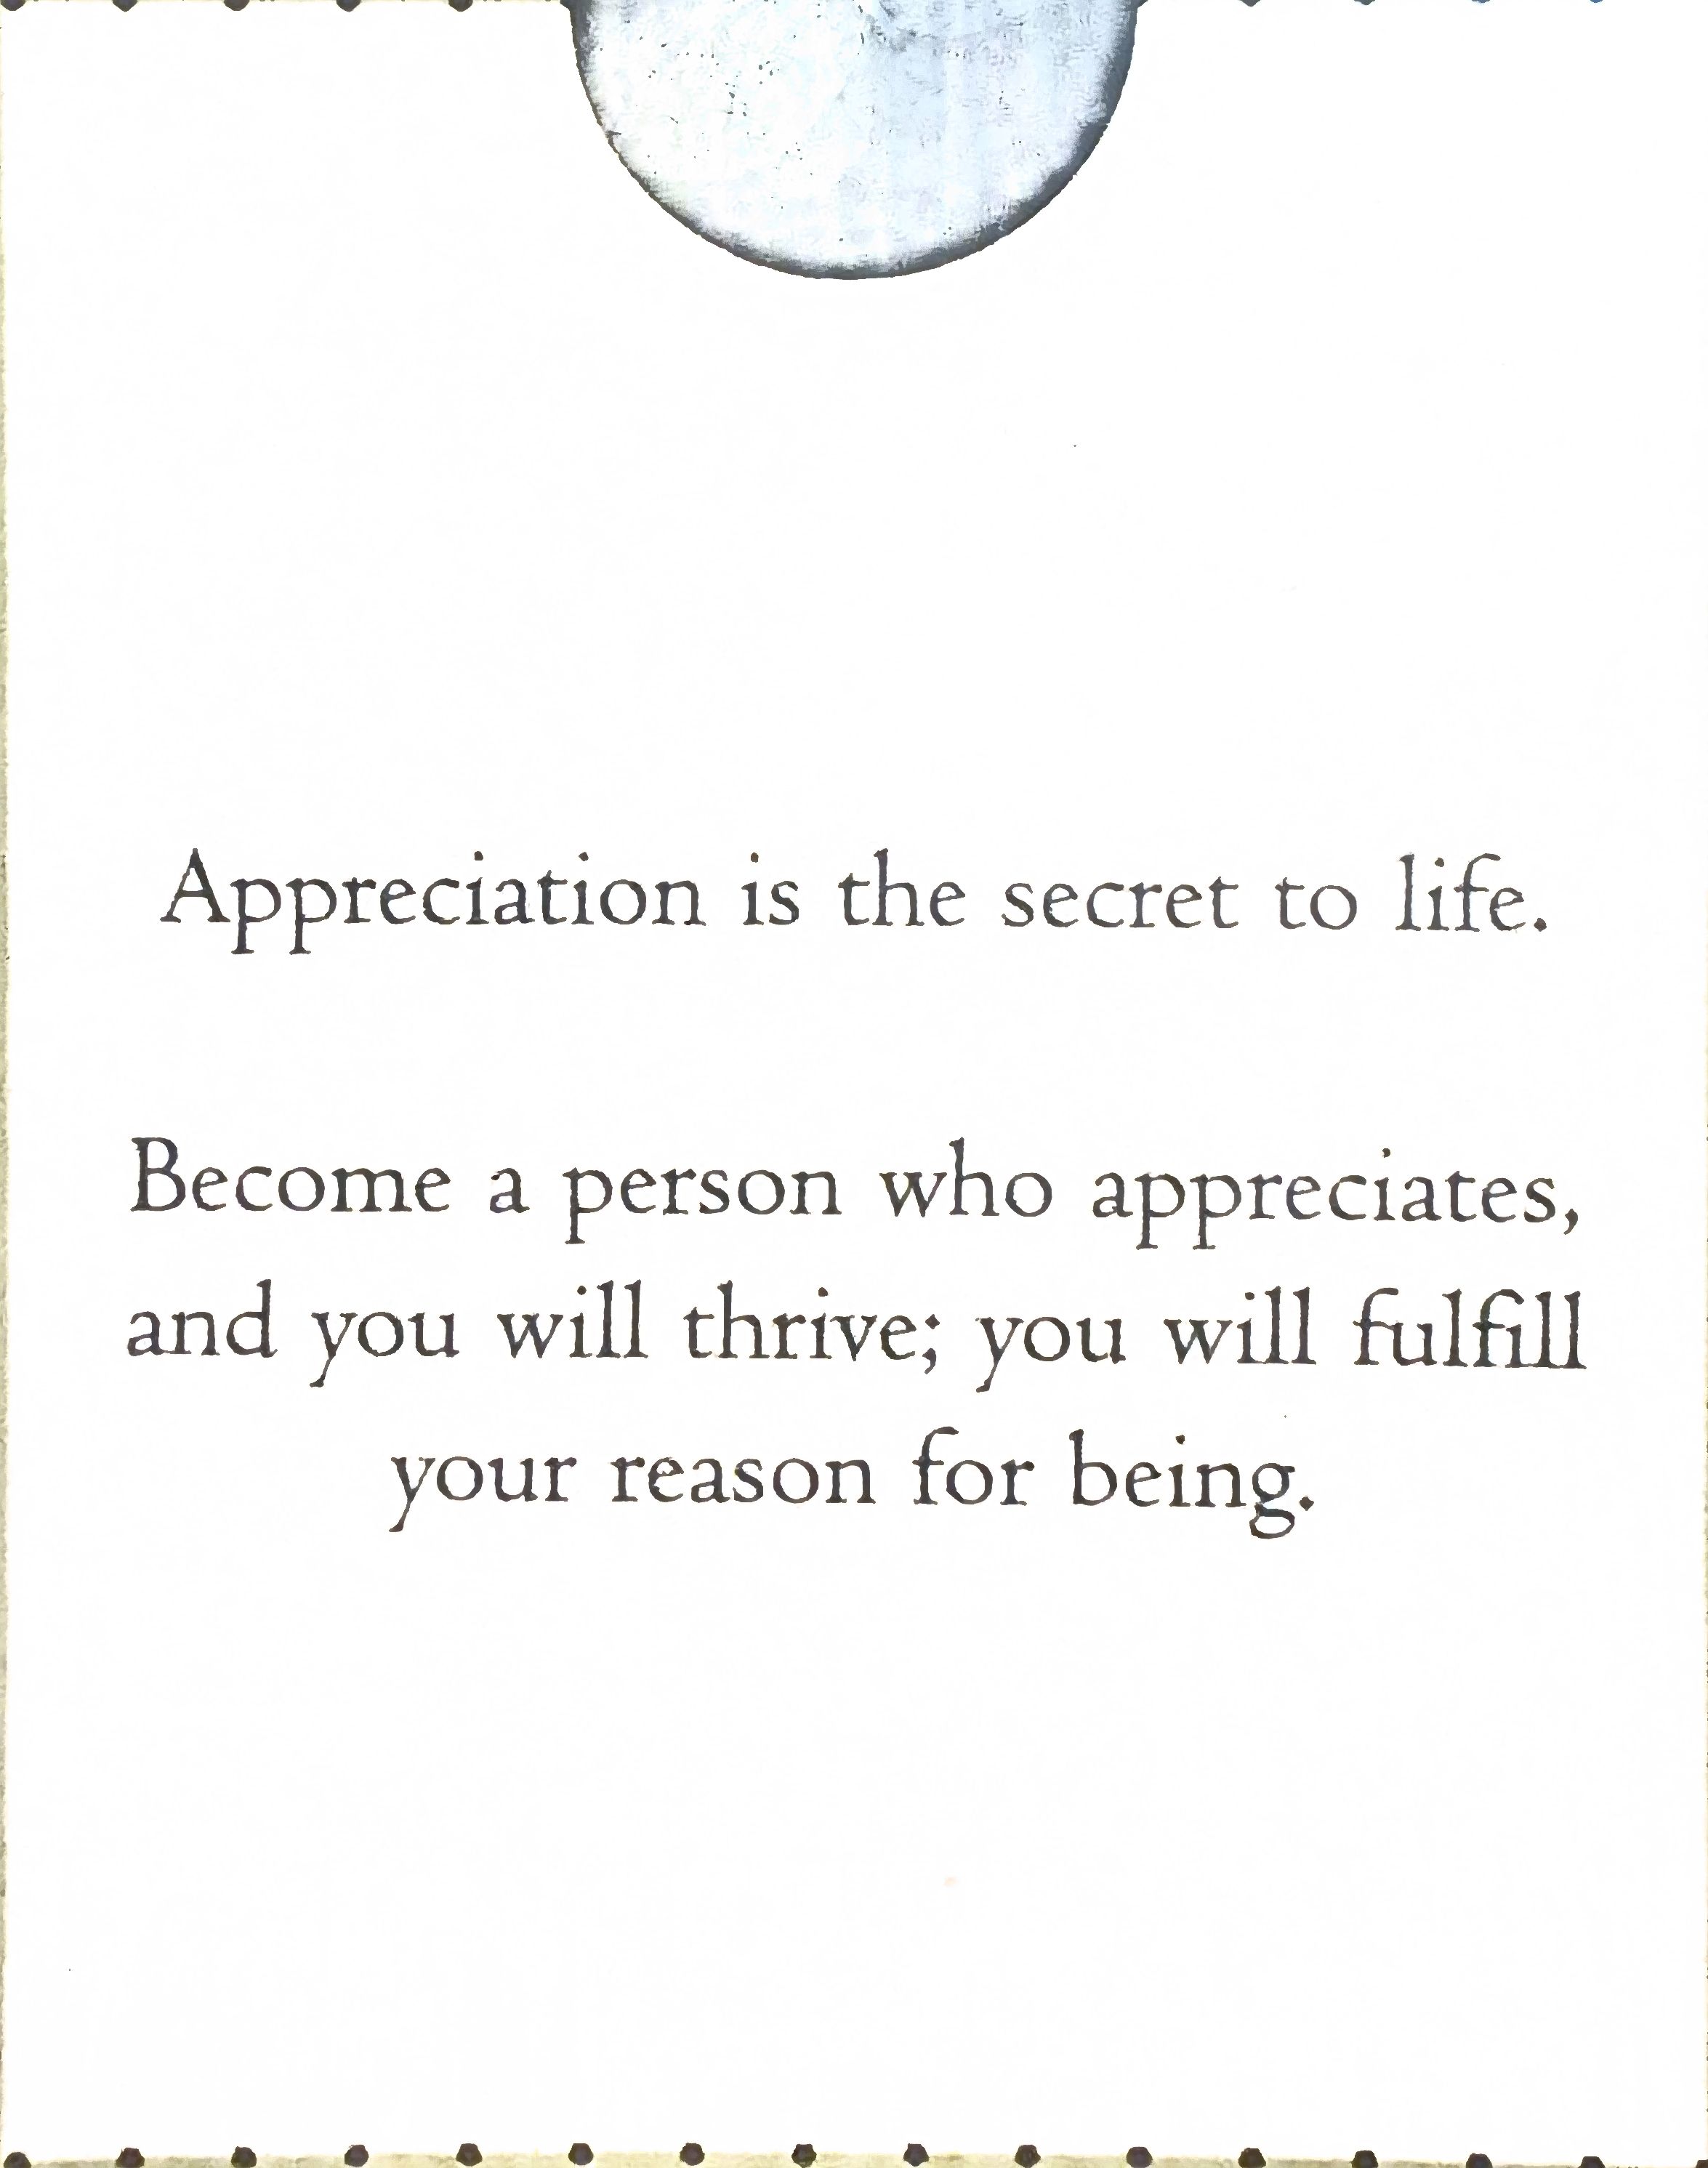 Appreciation is the secret to life.
Become a person who appreciates,
and you will thrive; you will fulfill
your reason for being.